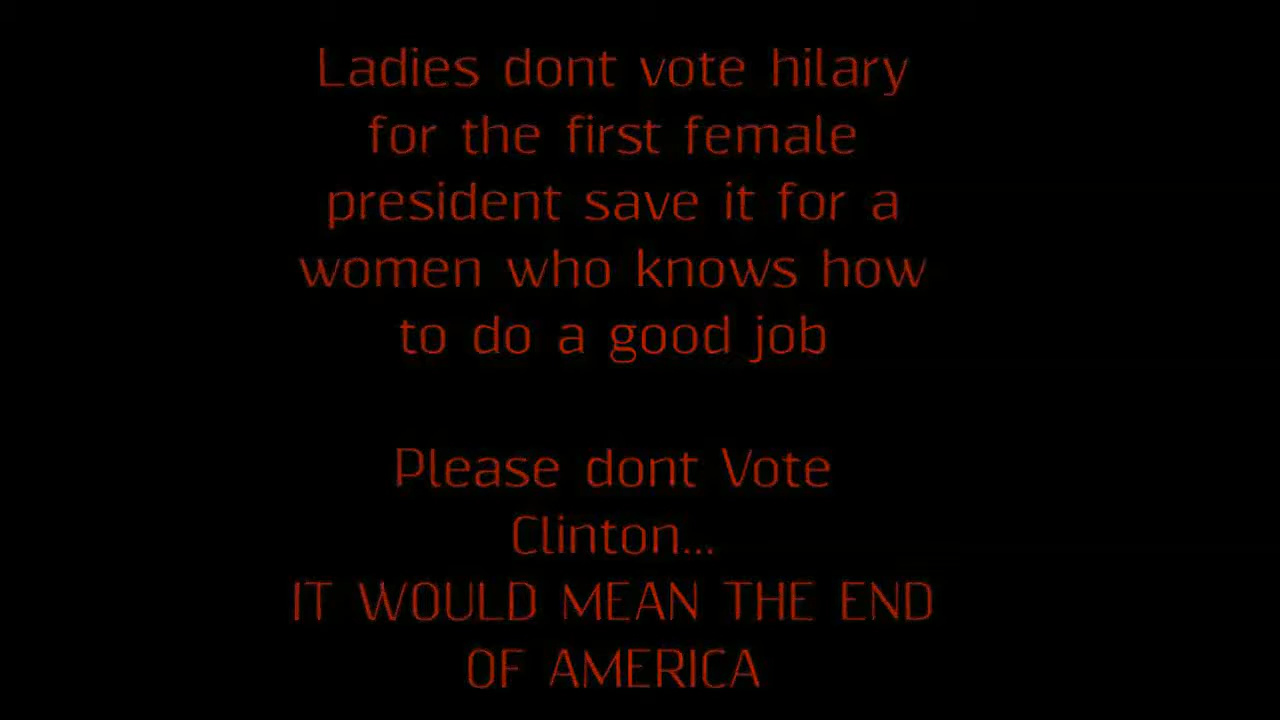 Ladies dont vote hilary
for the first female
president save it for a
women who knows how
to do a good job
Please dont Vote
Clinton...
IT WOULD MEAN THE END
OF AMERICA